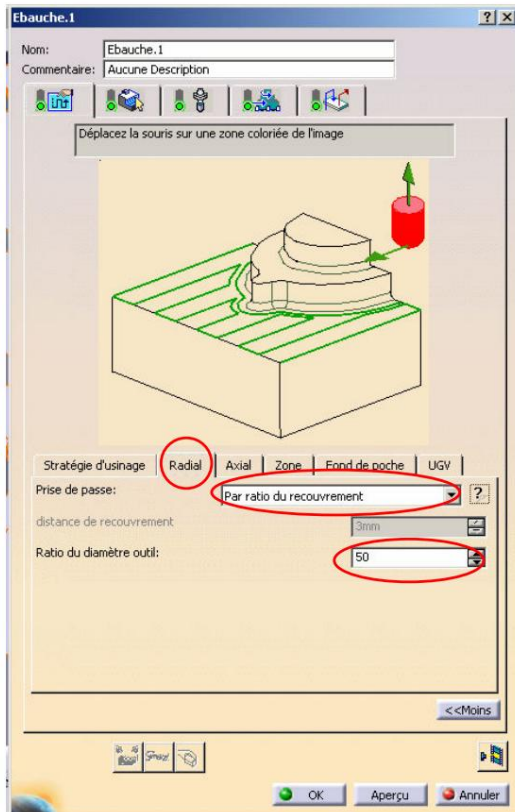 Ebauche.1
Nom: Ebauche.1
Commentaire: Aucune Description
Déplacez la souris sur une zone coloriée de l'image
Stratégie d'usinage Radial Axial Zone Fond de poche UGV
Prise de passe: Par ratio du recouvrement ?
distance de recouvrement 3mm
Ratio du diamètre outil: 50
<<Moins
OK Aperçu Annuler